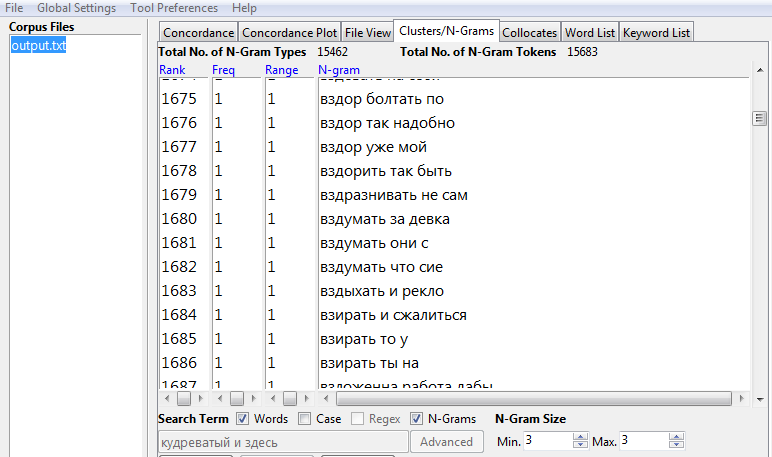 File Global Settings Tool Preferences Help
Corpus Files
output.txt
Concordance Concordance Plot File View Clusters/N-Grams Collocates Word List Keyword List
Total No. of N-Gram Types 15462 Total No. of N-Gram Tokens 15683
Rank Freq Range N-gram
1675 1 1 вздор болтать по
1676 1 1 вздор так надобно
1677 1 1 вздор уже мой
1678 1 1 вздорить так быть
1679 1 1 вздразнивать не сам
1680 1 1 вздумать за девка
1681 1 1 вздумать они с
1682 1 1 вздумать что сие
1683 1 1 вздыхать и рекло
1684 1 1 взирать и сжалиться
1685 1 1 взирать то у
1686 1 1 взирать ты на
1687 1 1 взложенна работа дабы
Search Term Words Case Regex N-Grams N-Gram Size
кудреватый и здесь Advanced Min. 3 Max. 3